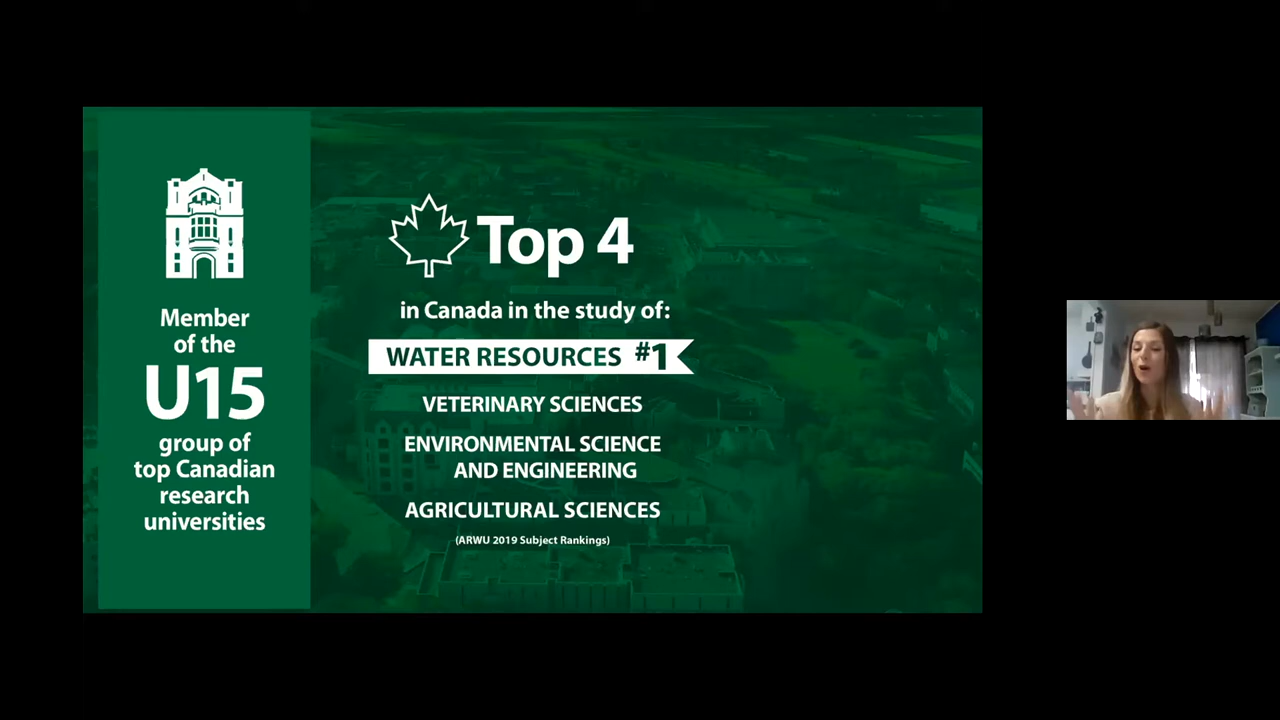 Member
of the
U15
group of
top Canadian
research
universities
Top 4
in Canada in the study of:
WATER RESOURCES #1
VETERINARY SCIENCES
ENVIRONMENTAL SCIENCE
AND ENGINEERING
AGRICULTURAL SCIENCES
(ARWU 2019 Subject Rankings)